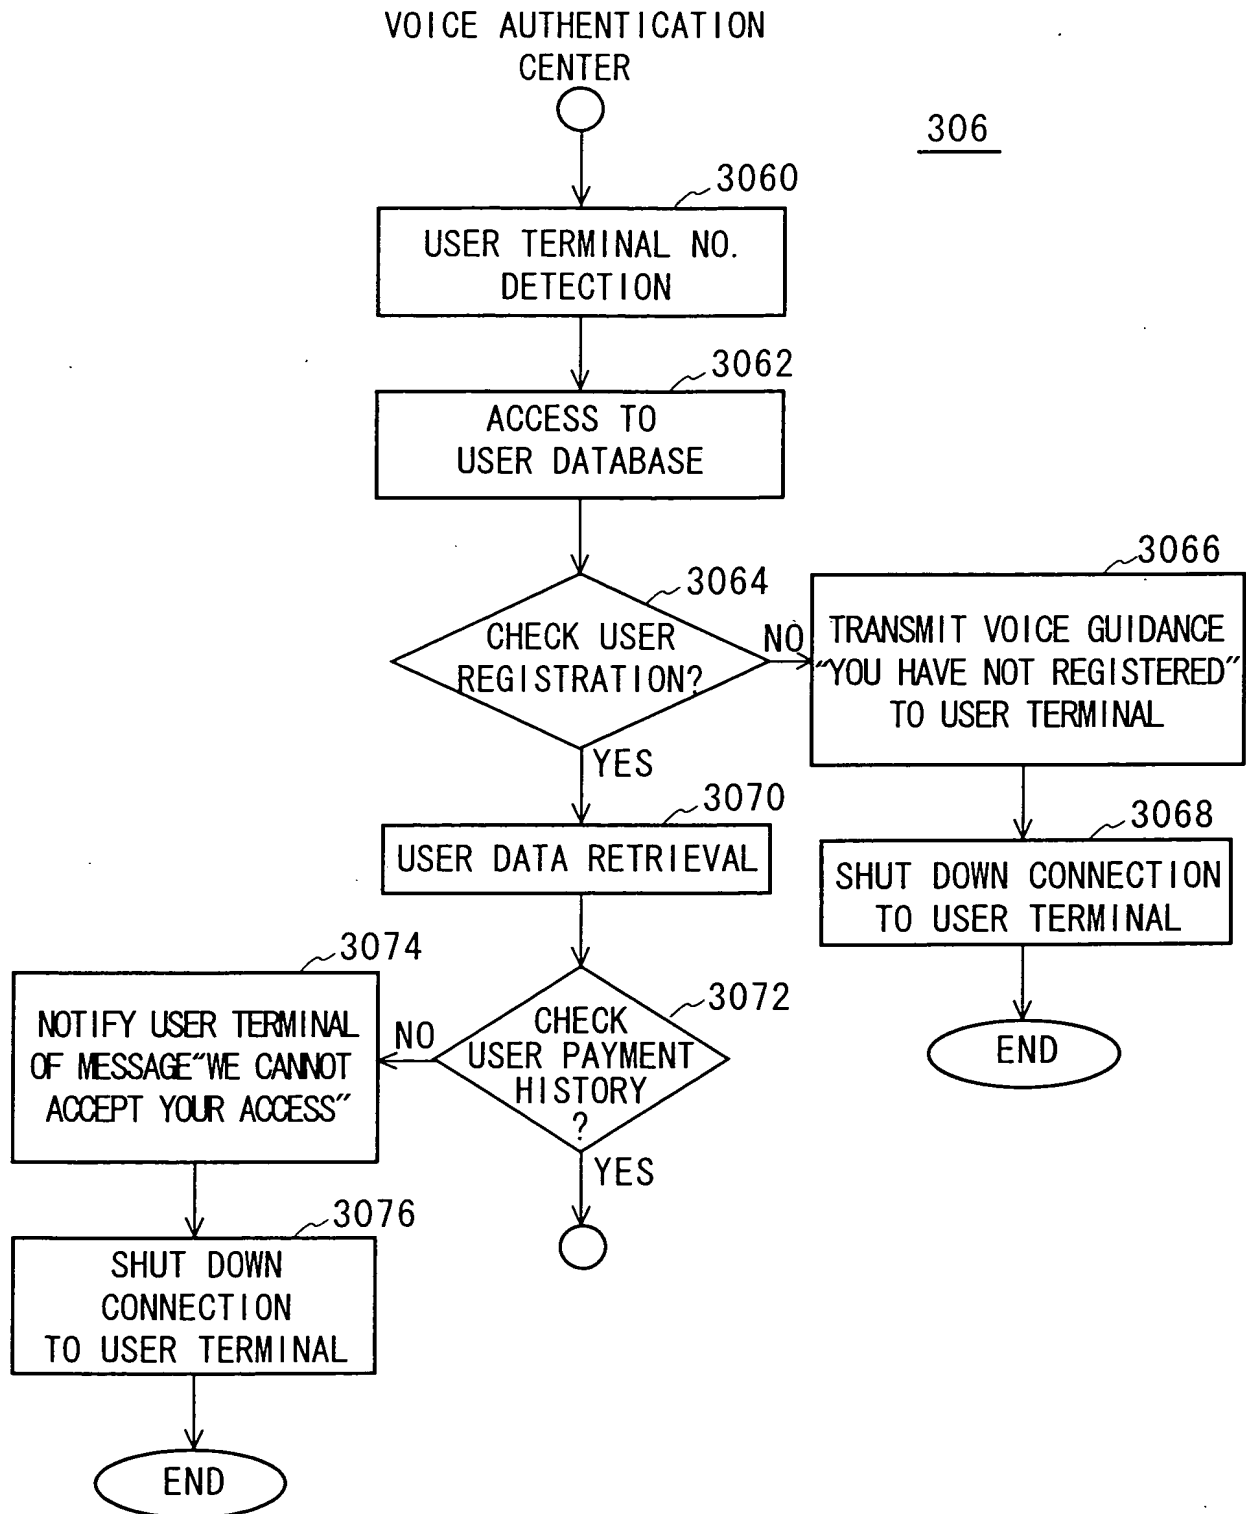 VOICE AUTHENTICATION
CENTER
306
3060
USER TERMINAL NO.
DETECTION
3062
ACCESS TO
USER DATABASE
3064
CHECK USER
REGISTRATION?
NO
YES
3066
TRANSMIT VOICE GUIDANCE
"YOU HAVE NOT REGISTERED"
TO USER TERMINAL
3068
SHUT DOWN CONNECTION
TO USER TERMINAL
END
3070
USER DATA RETRIEVAL
3072
CHECK
USER PAYMENT
HISTORY
?
NO
YES
3074
NOTIFY USER TERMINAL
OF MESSAGE"WE CANNOT
ACCEPT YOUR ACCESS"
3076
SHUT DOWN
CONNECTION
TO USER TERMINAL
END